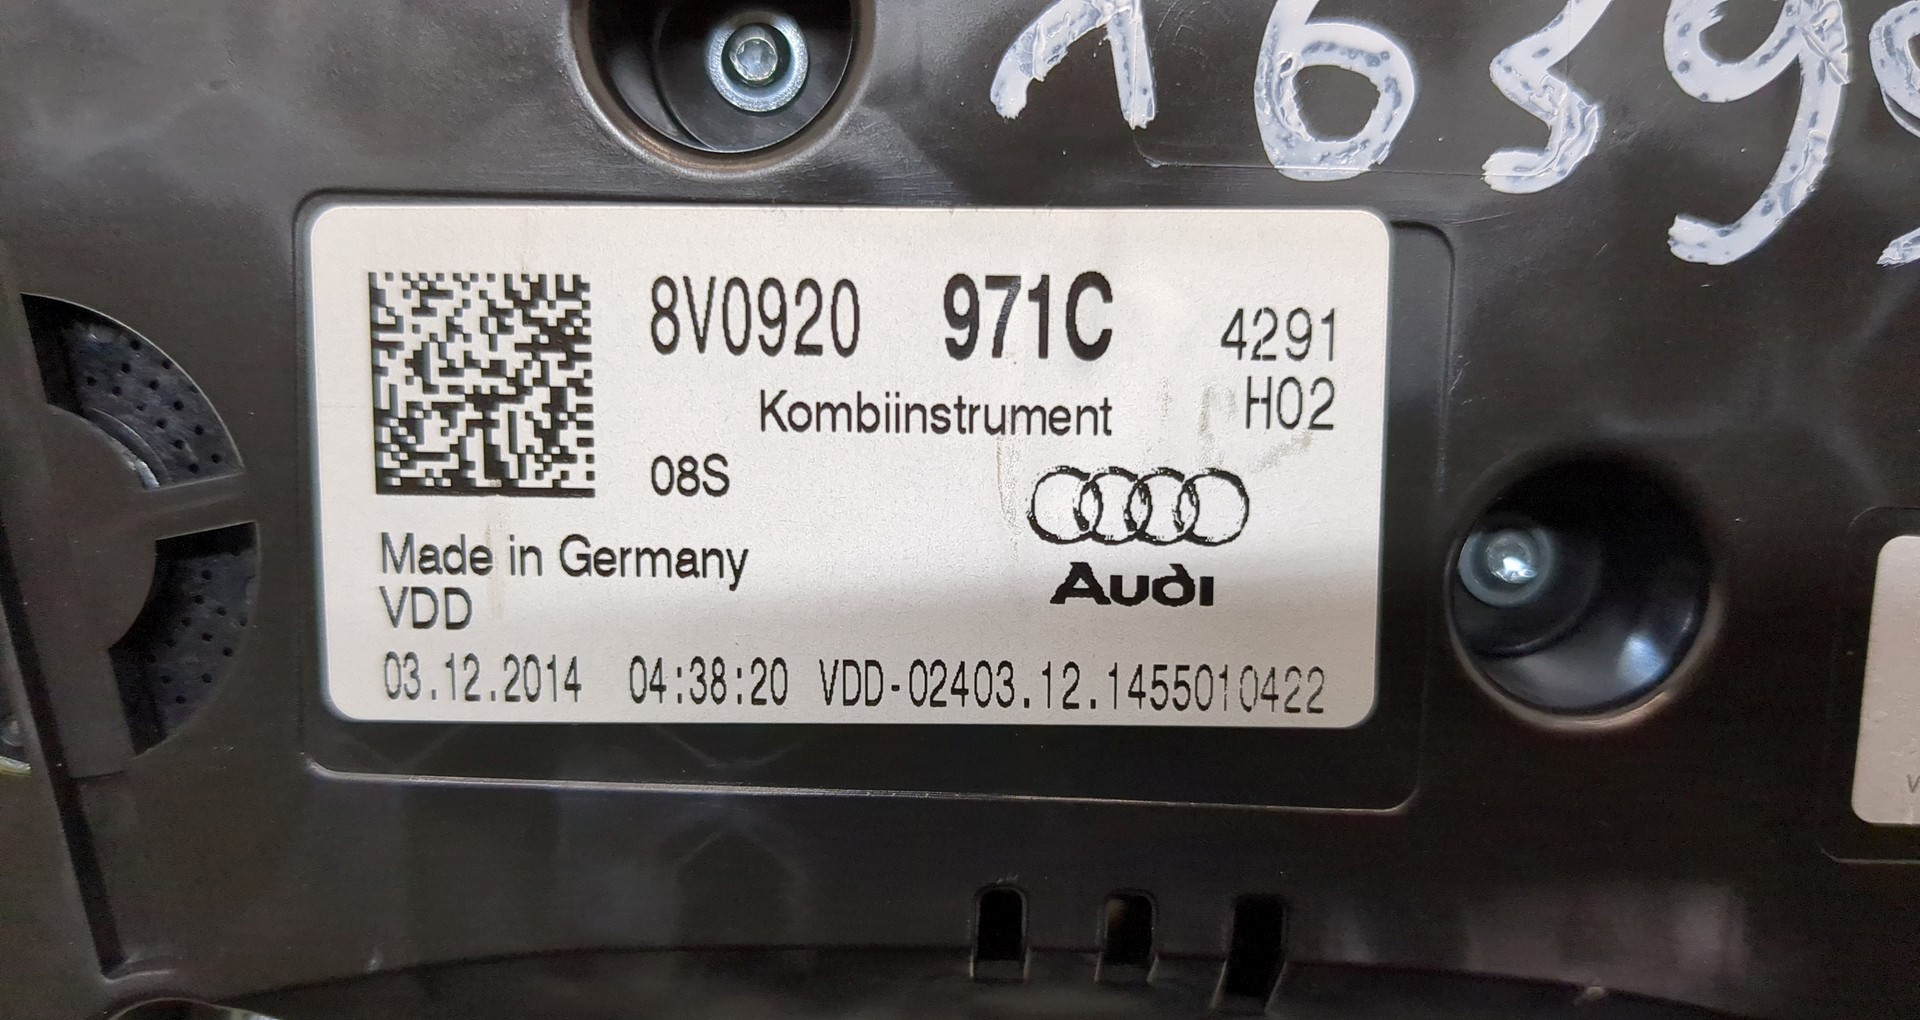 1639
8V0920 971C 4291
Kombiinstrument H02
08S
Made in Germany
Audi
VDD
03.12.2014 04:38:20 VDD-02403.12.1455010422